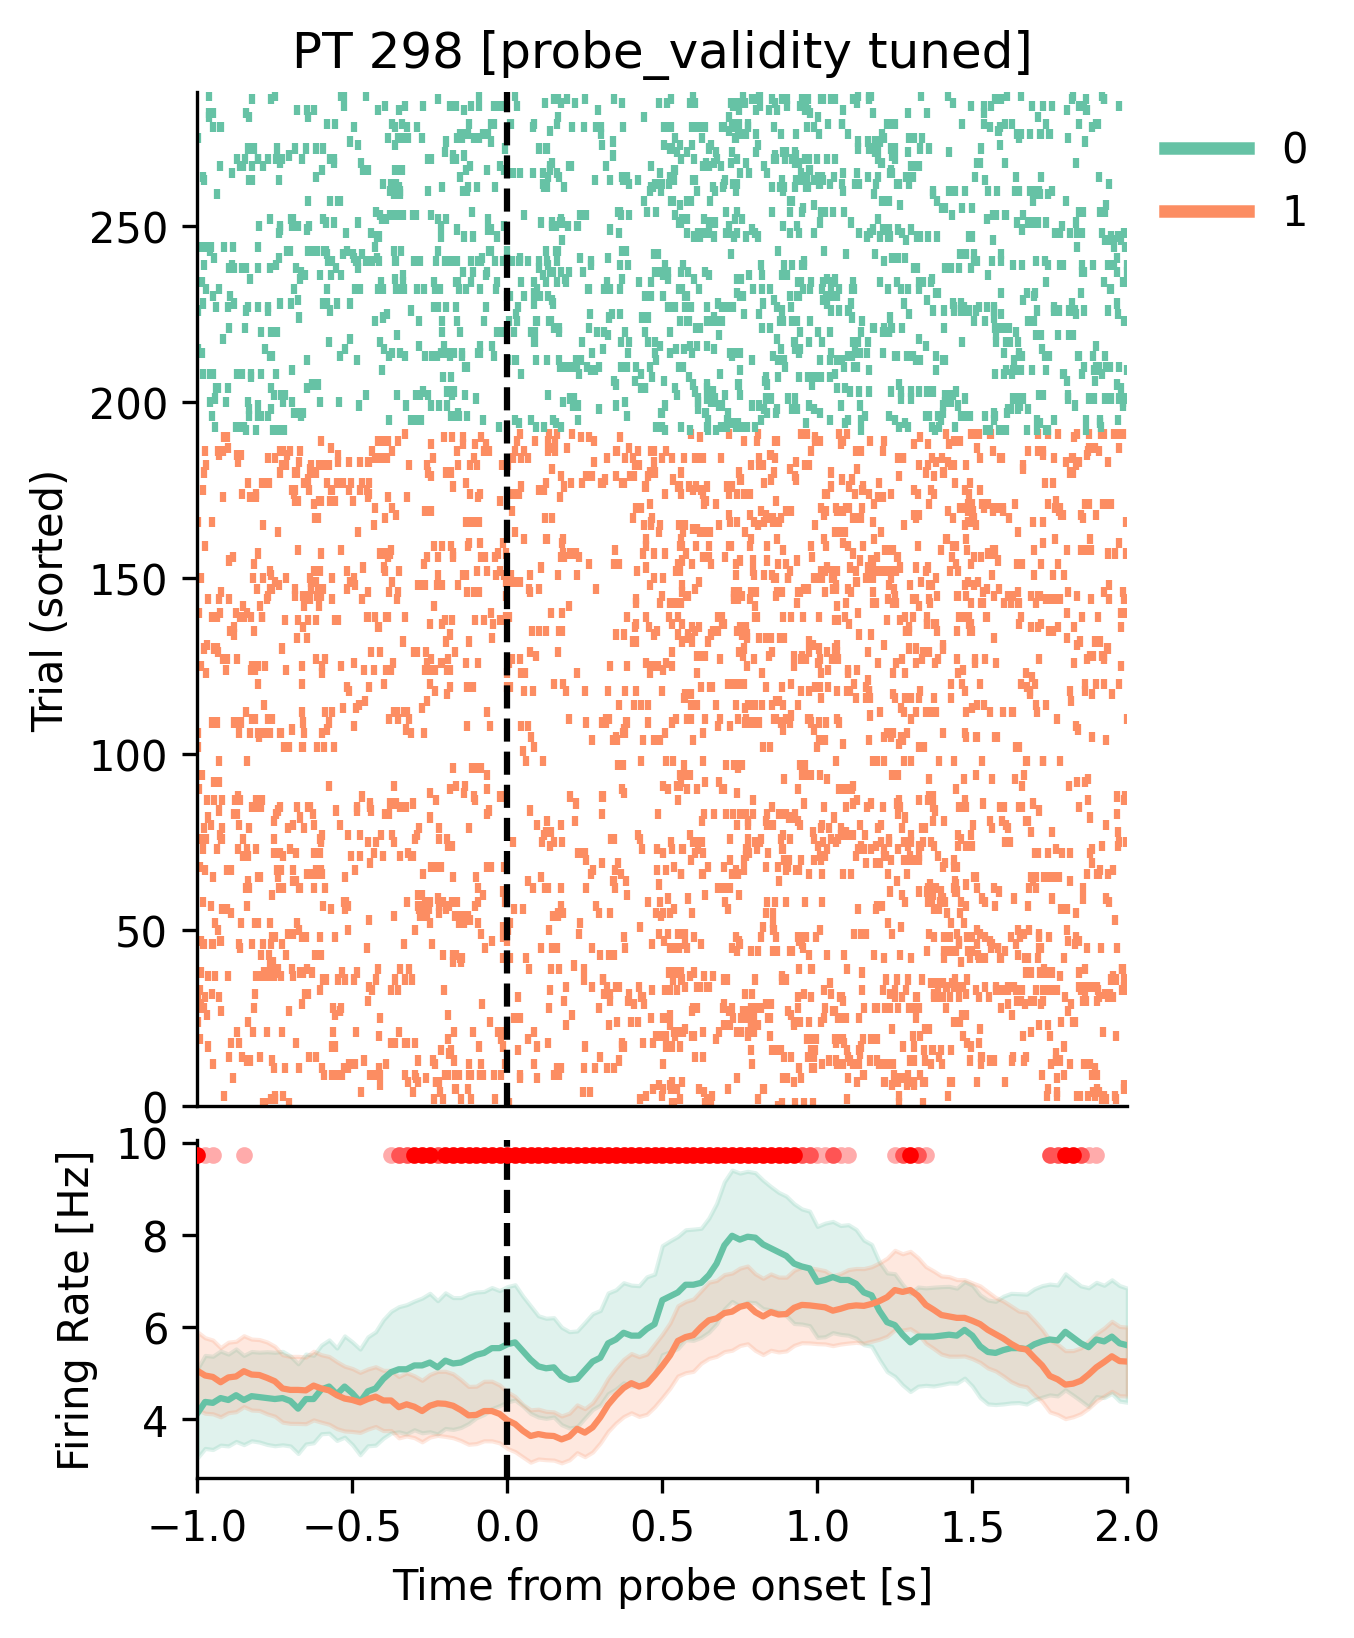 PT 298 [probe_validity tuned]
0
1
250
200
150
100
50
0
Trial (sorted)
10
8
6
4
Firing Rate [Hz]
−1.0 −0.5 0.0 0.5 1.0 1.5 2.0
Time from probe onset [s]